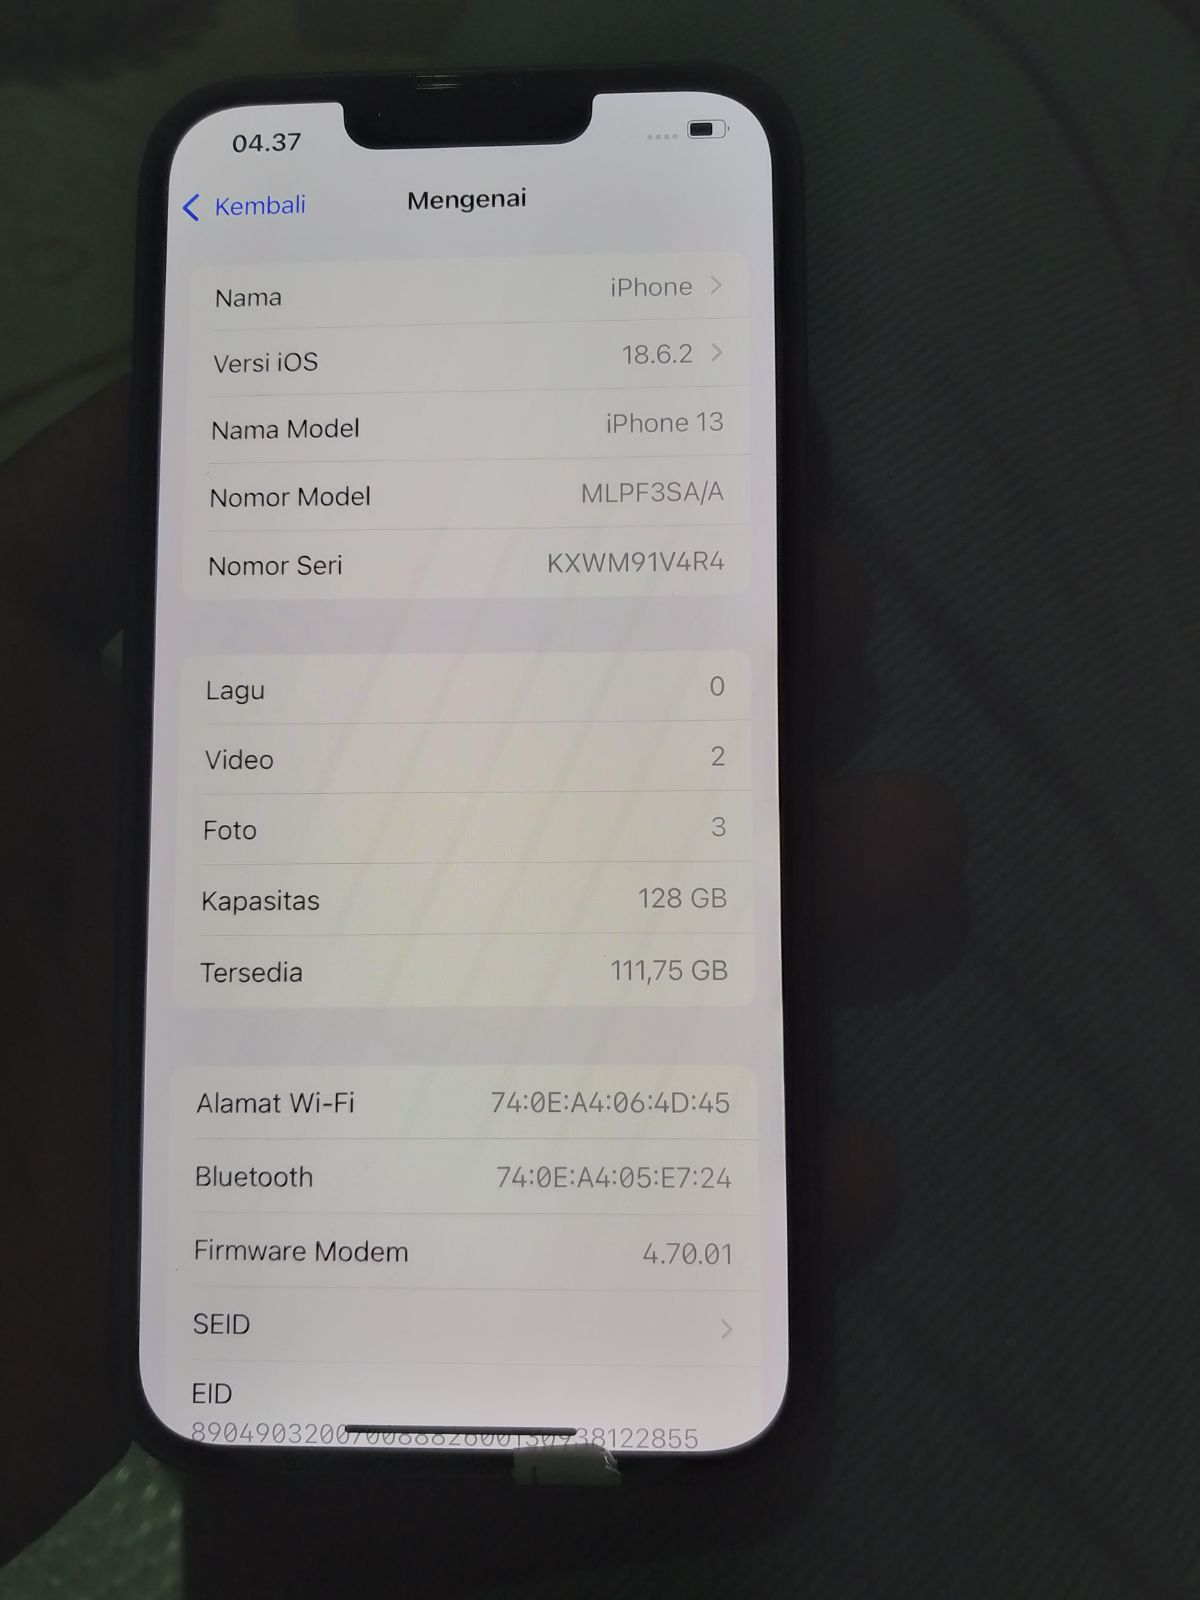 04.37
Kembali
Mengenai
Nama iPhone
Versi iOS 18.6.2
Nama Model iPhone 13
Nomor Model MLPF3SA/A
Nomor Seri KXWM91V4R4
Lagu 0
Video 2
Foto 3
Kapasitas 128 GB
Tersedia 111,75 GB
Alamat Wi-Fi 74:0E:A4:06:4D:45
Bluetooth 74:0E:A4:05:E7:24
Firmware Modem 4.70.01
SEID
EID